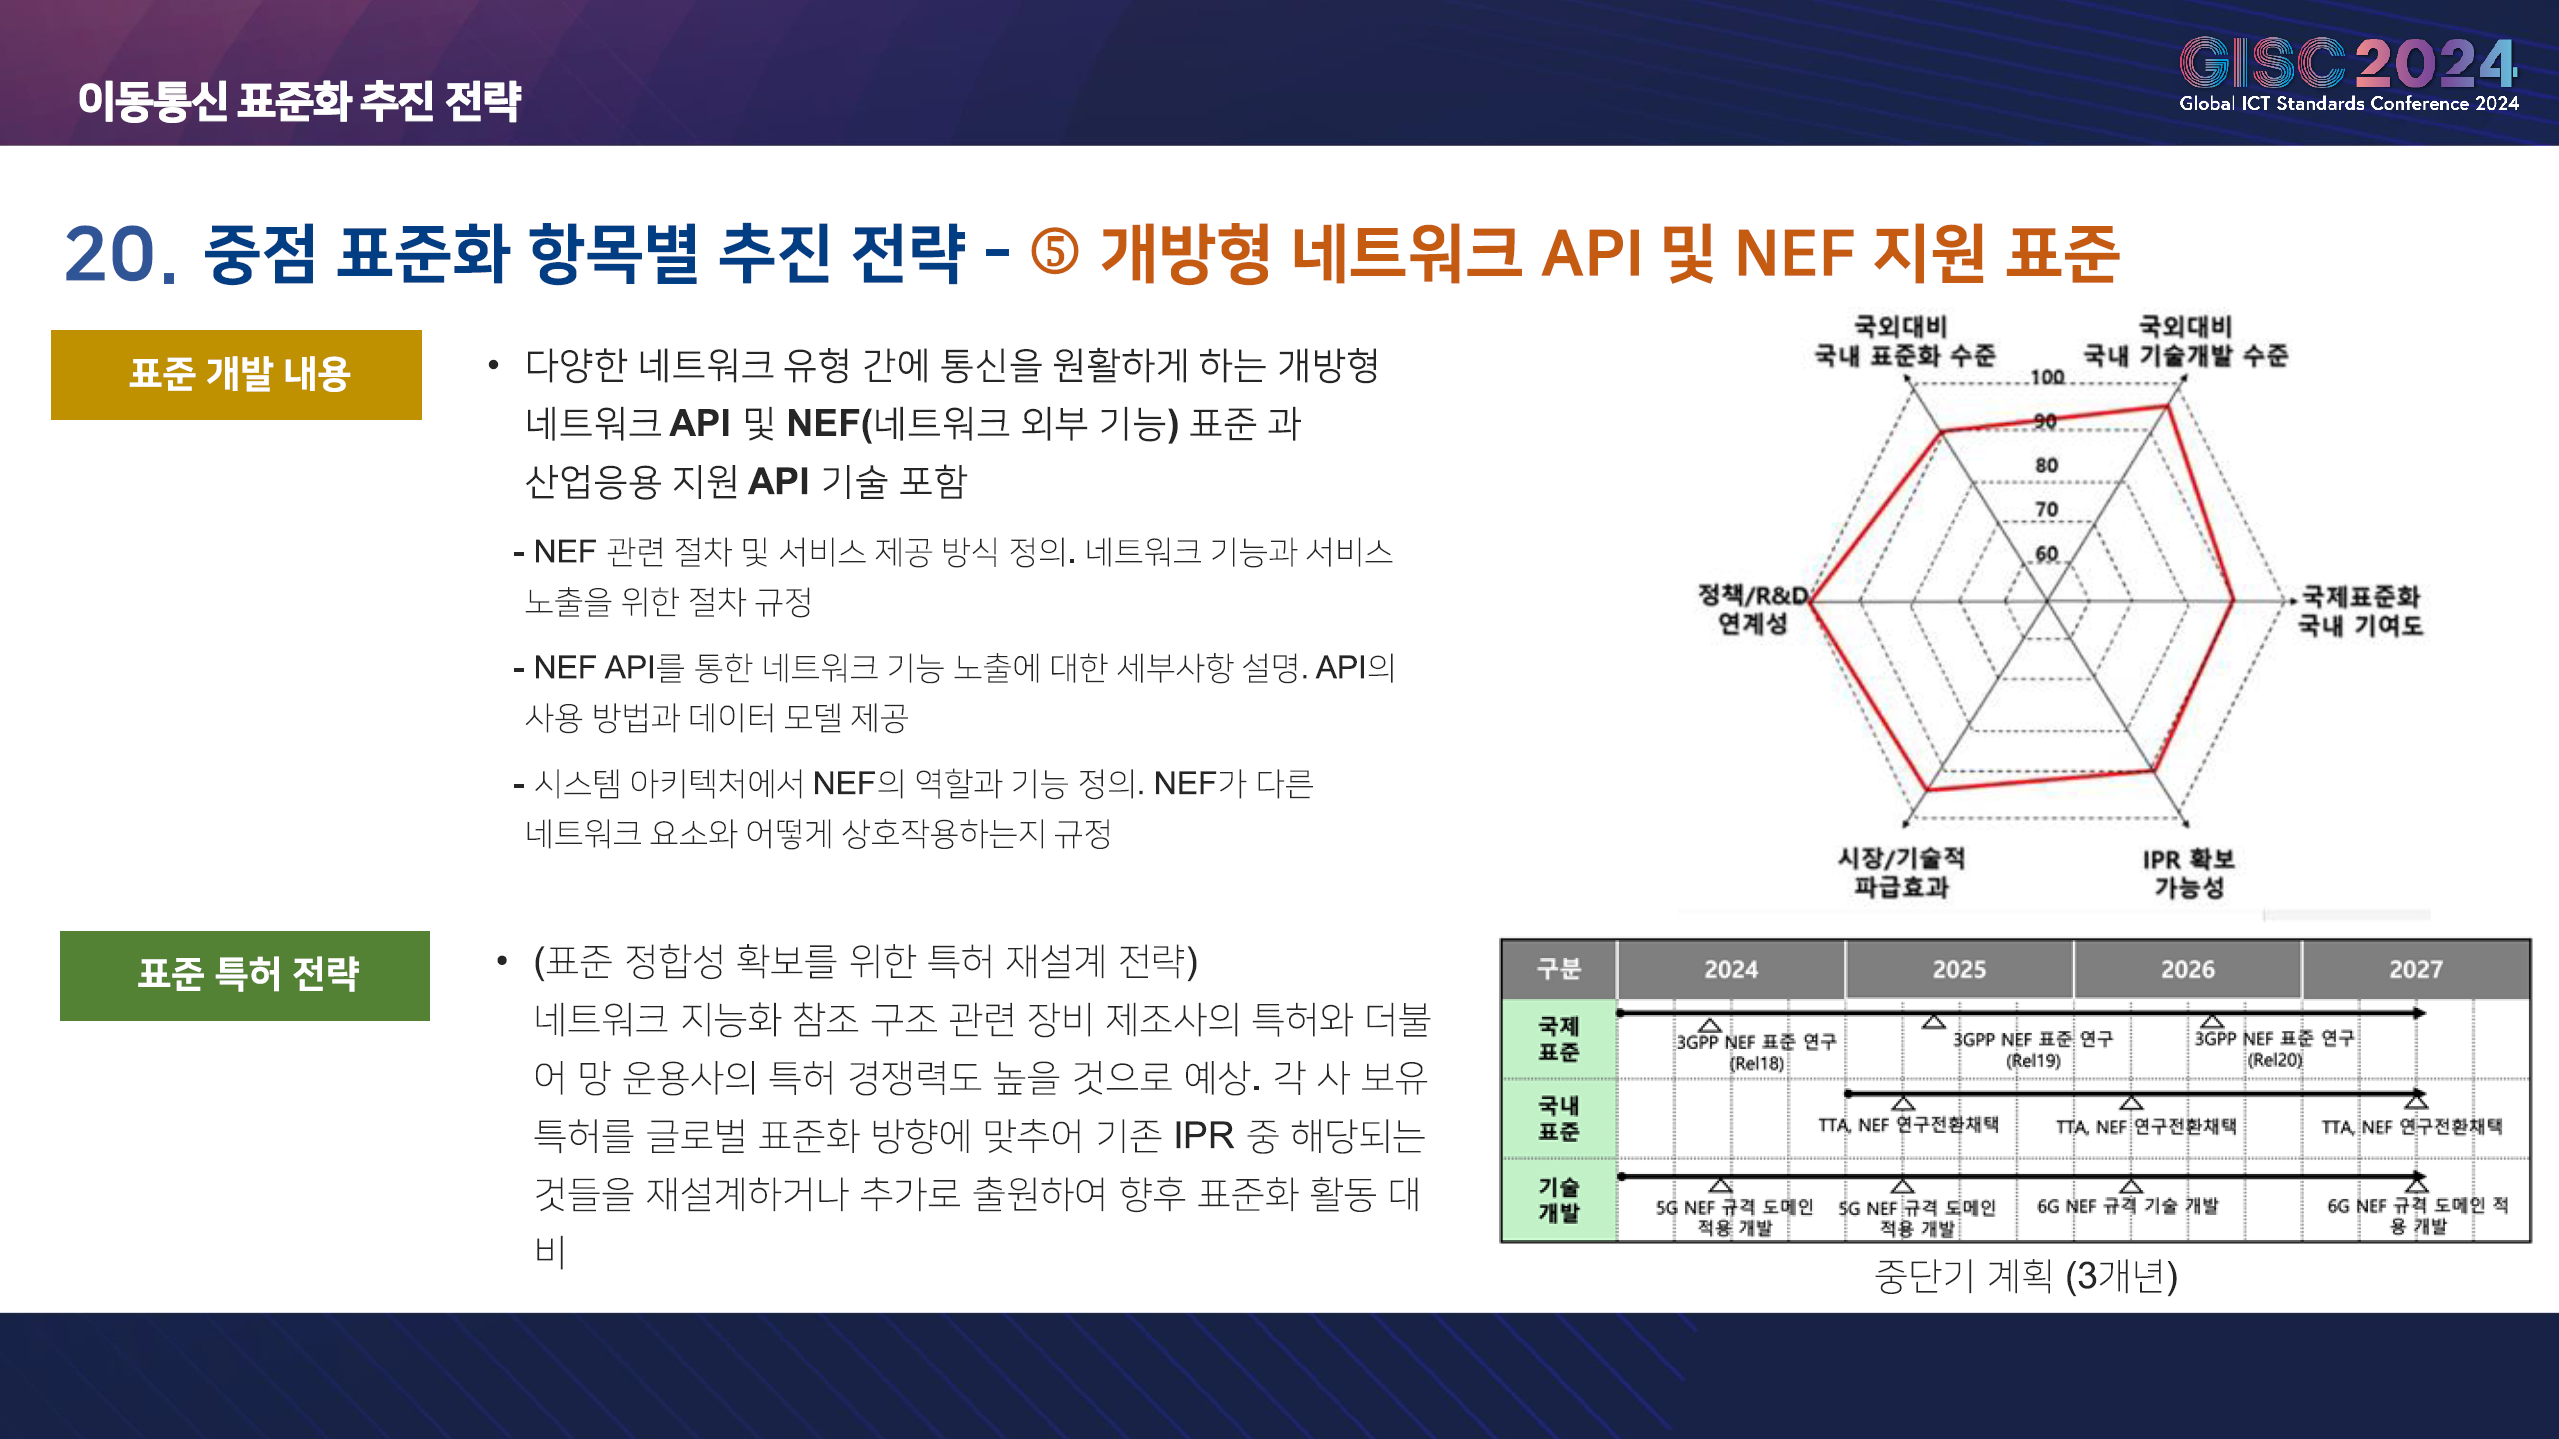 이동통신 표준화 추진 전략
GISC 2024
Global ICT Standards Conference 2024
20. 중점 표준화 항목별 추진 전략 - ⑤ 개방형 네트워크 API 및 NEF 지원 표준
표준 개발 내용
• 다양한 네트워크 유형 간에 통신을 원활하게 하는 개방형
네트워크 API 및 NEF(네트워크 외부 기능) 표준 과
산업응용 지원 API 기술 포함
- NEF 관련 절차 및 서비스 제공 방식 정의. 네트워크 기능과 서비스
노출을 위한 절차 규정
- NEF API를 통한 네트워크 기능 노출에 대한 세부사항 설명. API의
사용 방법과 데이터 모델 제공
- 시스템 아키텍처에서 NEF의 역할과 기능 정의. NEF가 다른
네트워크 요소와 어떻게 상호작용하는지 규정
표준 특허 전략
• (표준 정합성 확보를 위한 특허 재설계 전략)
네트워크 지능화 참조 구조 관련 장비 제조사의 특허와 더불
어 망 운용사의 특허 경쟁력도 높을 것으로 예상. 각 사 보유
특허를 글로벌 표준화 방향에 맞추어 기존 IPR 중 해당되는
것들을 재설계하거나 추가로 출원하여 향후 표준화 활동 대
비
국외대비
국내 표준화 수준
국외대비
국내 기술개발 수준
100
90
80
70
60
정책/R&D
연계성
국제표준화
국내 기여도
시장/기술적
파급효과
IPR 확보
가능성
구분 2024 2025 2026 2027
국제
표준
3GPP NEF 표준 연구
(Rel18)
3GPP NEF 표준 연구
(Rel19)
3GPP NEF 표준 연구
(Rel20)
국내
표준
TTA, NEF 연구전환채택
TTA, NEF 연구전환채택
TTA, NEF 연구전환채택
기술
개발
5G NEF 규격 도메인
적용 개발
5G NEF 규격 도메인
적용 개발
6G NEF 규격 기술 개발
6G NEF 규격 도메인 적
용 개발
중단기 계획 (3개년)